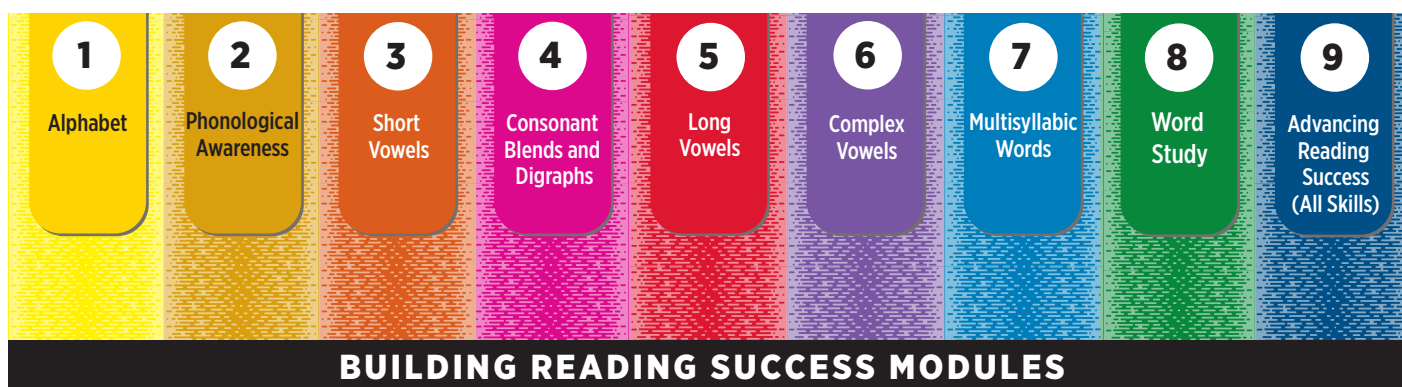 1
Alphabet
2
Phonological
Awareness
3
Short
Vowels
4
Consonant
Blends and
Digraphs
5
Long
Vowels
6
Complex
Vowels
7
Multisyllabic
Words
8
Word
Study
9
Advancing
Reading
Success
(All Skills)
BUILDING READING SUCCESS MODULES